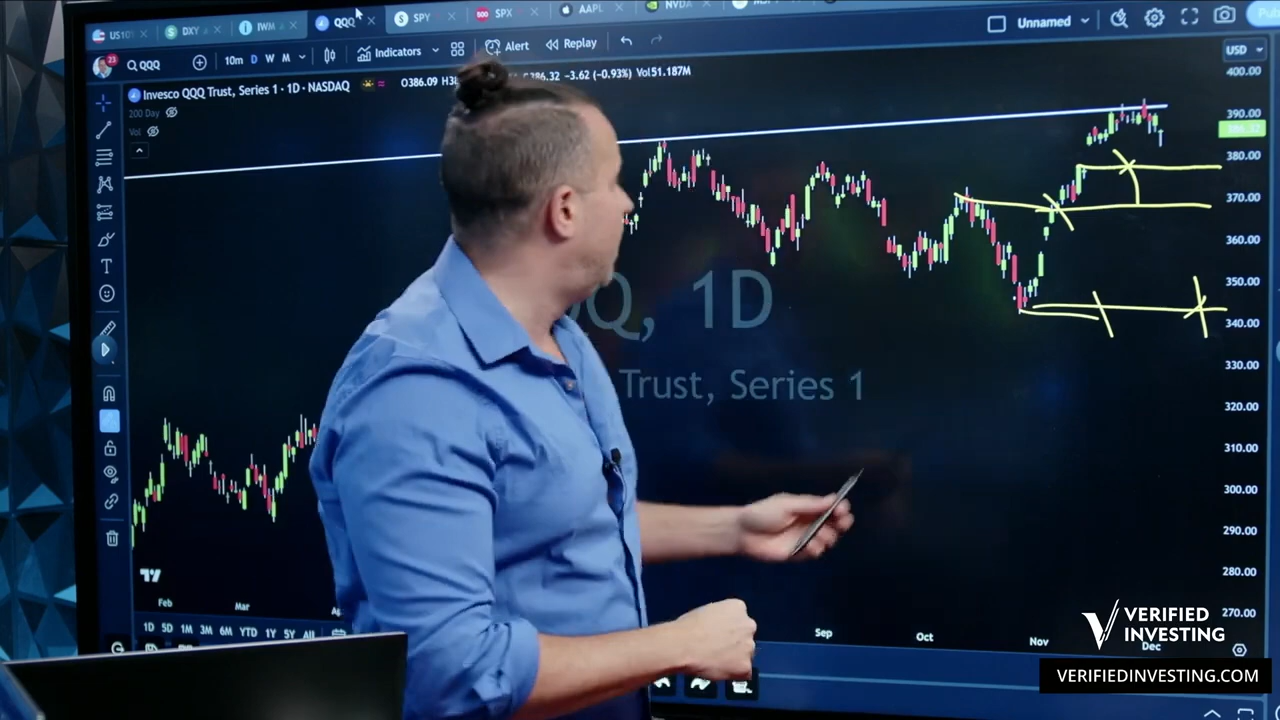 US10Y DXY IWM QQQ SPY SPX AAPL NVDA
Unnamed
23 QQQ 10m D W M Indicators Alert Replay
USD
Invesco QQQ Trust, Series 1 · 1D · NASDAQ O386.09 386.32 −3.62 (−0.93%) Vol51.187M
200 Day
Vol
400.00
390.00
386.32
380.00
370.00
360.00
350.00
340.00
330.00
320.00
310.00
300.00
290.00
280.00
270.00
QQ, 1D
Trust, Series 1
Feb Mar Sep Oct Nov Dec
1D 5D 1M 3M 6M YTD 1Y 5Y All
VERIFIED
INVESTING
VERIFIEDINVESTING.COM